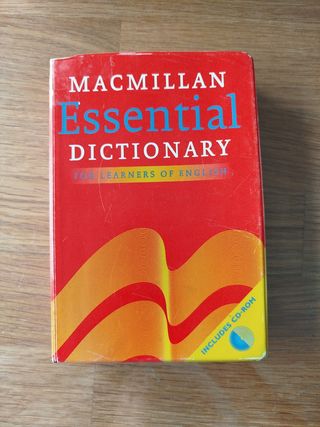 MACMILLAN
Essential
DICTIONARY
FOR LEARNERS OF ENGLISH
INCLUDES CD-ROM